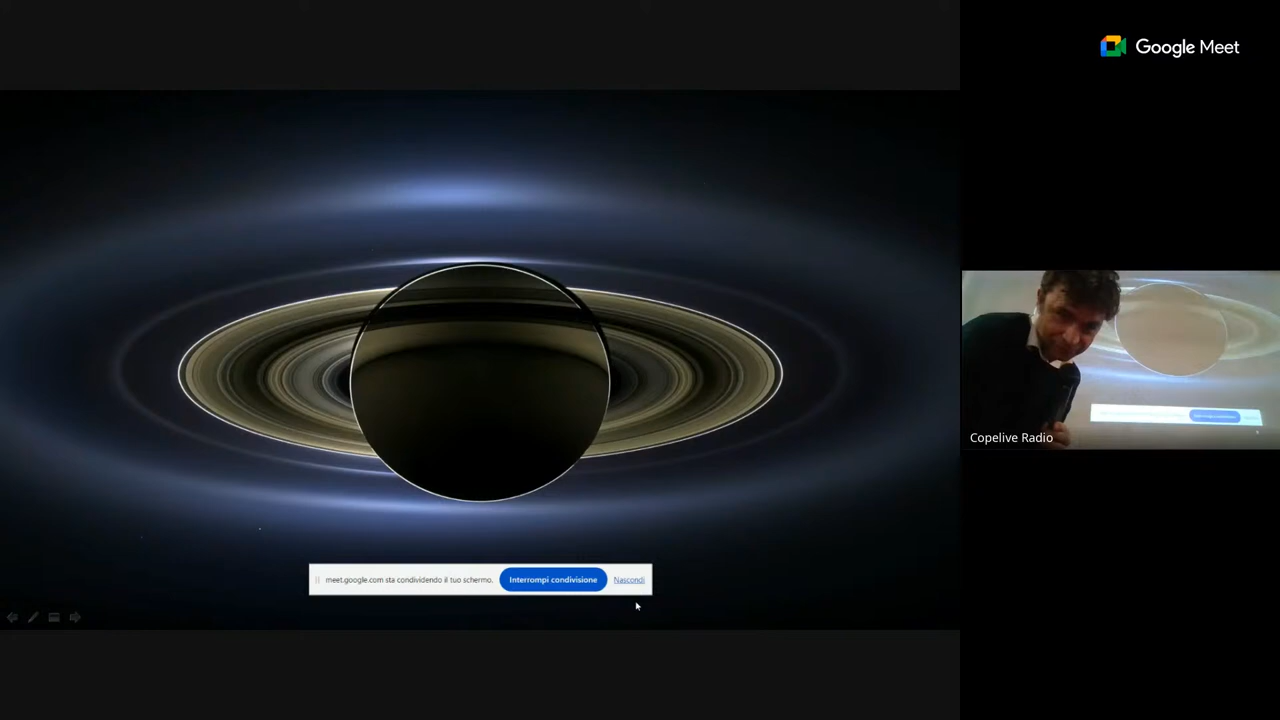 Google Meet
Copelive Radio
meet.google.com sta condividendo il tuo schermo.
Interrompi condivisione
Nascondi